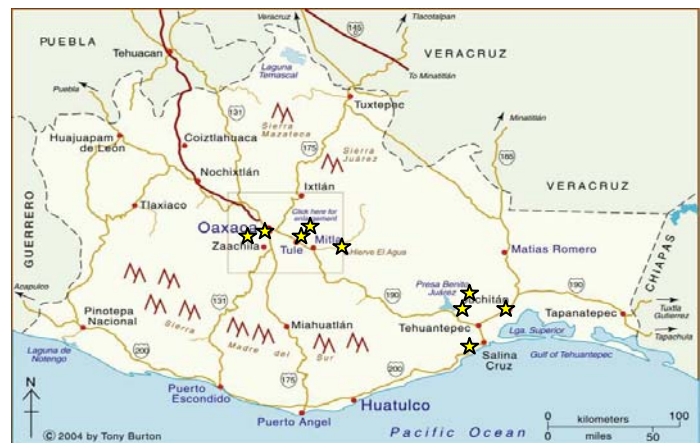 Veracruz
Tlacotalpan
PUEBLA
145
D
VERACRUZ
Tehuacan
Laguna
Temascal
To Minatitlán
Puebla
131
Tuxtepec
Minatitlán
Huajuapam
de León
Coiztlahuaca
Sierra
Mazateca
175
Sierra
Juárez
185
Nochixtlán
Ixtlán
VERACRUZ
Tlaxiaco
Click here for
enlargement
GUERRERO
Oaxaca
Zaachila
Tule
Mitla
Hierve El Agua
Matias Romero
CHIAPAS
Acapulco
Presa Benito
Juárez
190
190
Tapanatepec
Tuxtla
Gutierrez
Tapachula
Pinotepa
Nacional
131
Sierra
Madre del
Sur
Miahuatlán
Tehuantepec
Lga. Superior
Salina
Cruz
Gulf of Tehuantepec
Laguna de
Notengo
200
200
175
Puerto
Escondido
Puerto Angel
Huatulco
N
Pacific Ocean
kilometers
0 100
miles 50
© 2004 by Tony Burton